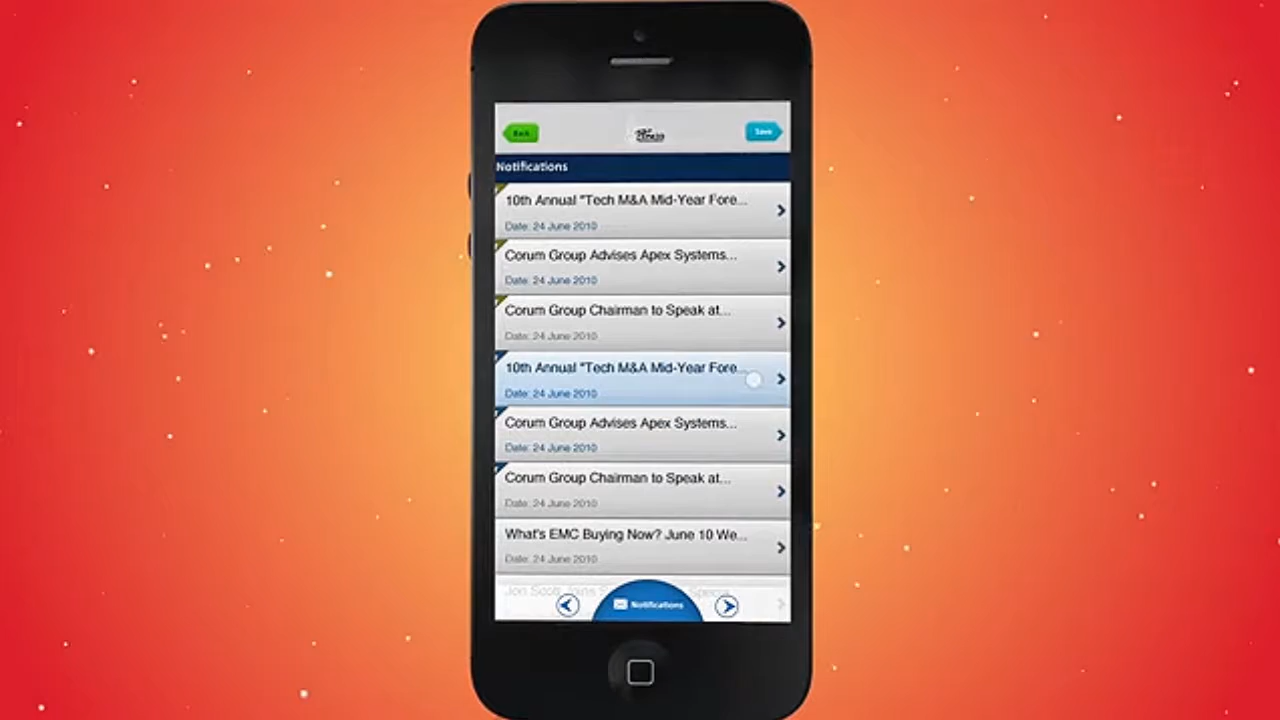 Back
Save
Notifications
10th Annual "Tech M&A Mid-Year Fore...
Date: 24 June 2010
Corum Group Advises Apex Systems...
Date: 24 June 2010
Corum Group Chairman to Speak at...
Date: 24 June 2010
10th Annual "Tech M&A Mid-Year Fore...
Date: 24 June 2010
Corum Group Advises Apex Systems...
Date: 24 June 2010
Corum Group Chairman to Speak at...
Date: 24 June 2010
What's EMC Buying Now? June 10 We...
Date: 24 June 2010
Jon Scott Joins
Notifications